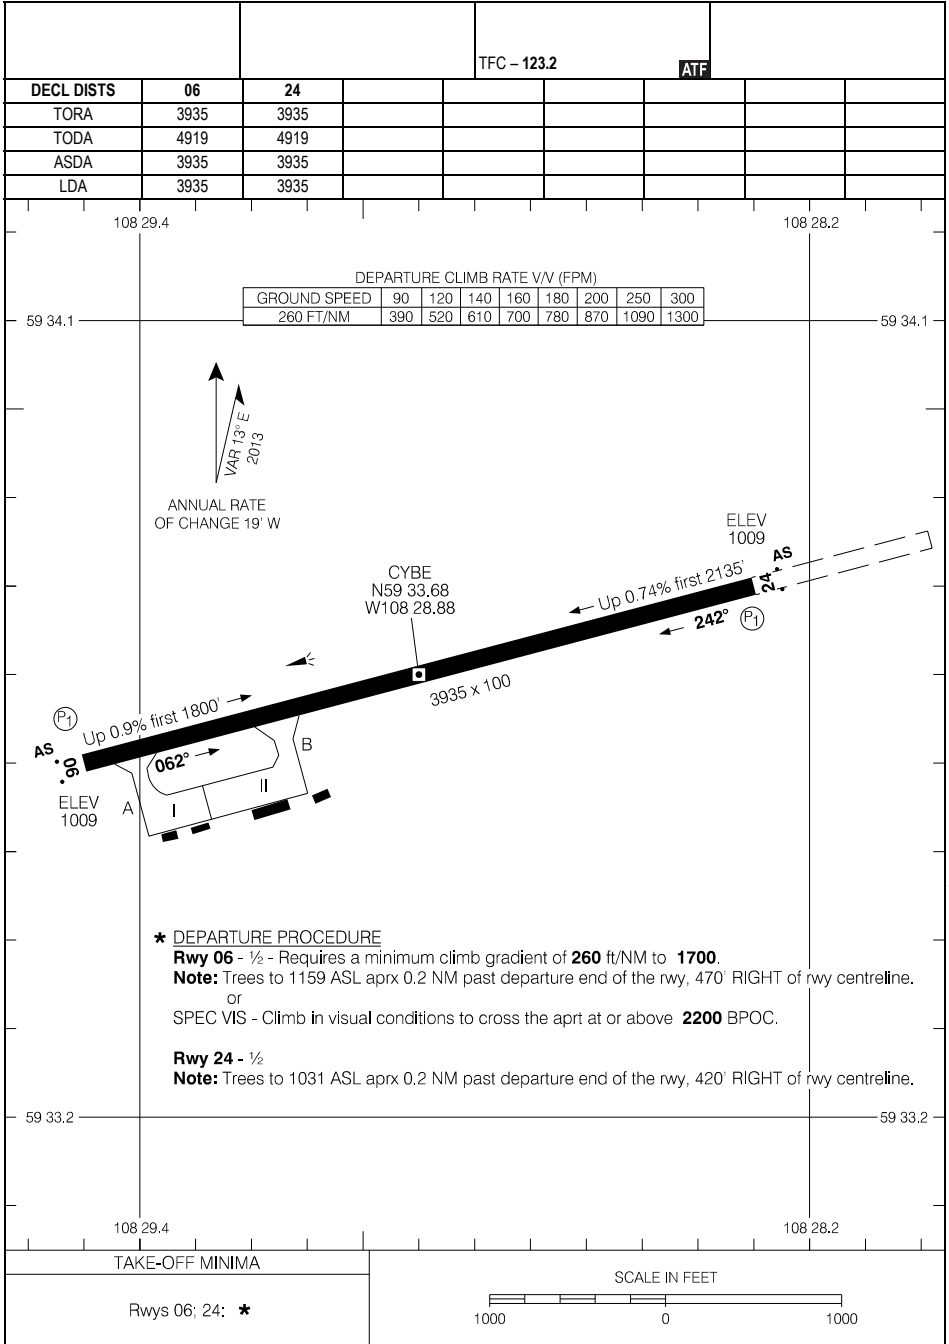 TFC – 123.2 ATF
DECL DISTS 06 24
TORA 3935 3935
TODA 4919 4919
ASDA 3935 3935
LDA 3935 3935
108 29.4 108 28.2
DEPARTURE CLIMB RATE V/V (FPM)
GROUND SPEED 90 120 140 160 180 200 250 300
260 FT/NM 390 520 610 700 780 870 1090 1300
59 34.1 59 34.1
VAR 13° E
2013
ANNUAL RATE
OF CHANGE 19' W
ELEV
1009
AS
24
CYBE
N59 33.68
W108 28.88
Up 0.74% first 2135'
242°
P1
3935 x 100
Up 0.9% first 1800'
P1
AS
06
062°
ELEV
1009
A
B
I
II
* DEPARTURE PROCEDURE
Rwy 06 - ½ - Requires a minimum climb gradient of 260 ft/NM to 1700.
Note: Trees to 1159 ASL aprx 0.2 NM past departure end of the rwy, 470' RIGHT of rwy centreline.
or
SPEC VIS - Climb in visual conditions to cross the aprt at or above 2200 BPOC.
Rwy 24 - ½
Note: Trees to 1031 ASL aprx 0.2 NM past departure end of the rwy, 420' RIGHT of rwy centreline.
59 33.2 59 33.2
108 29.4 108 28.2
TAKE-OFF MINIMA
Rwys 06; 24: *
SCALE IN FEET
1000 0 1000